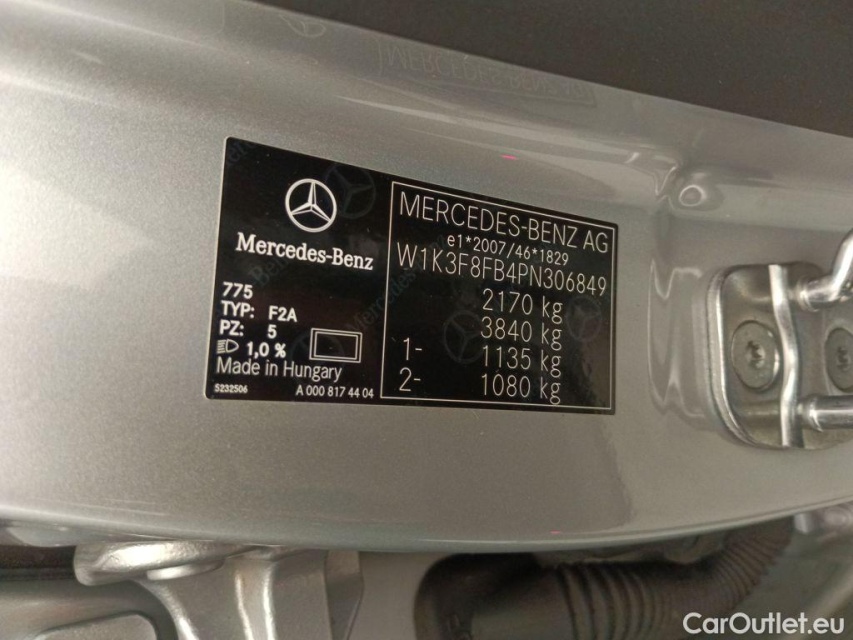 Mercedes-Benz
775
TYP: F2A
PZ: 5
1,0 %
Made in Hungary
5232506 A 000 817 44 04
MERCEDES-BENZ AG
e1*2007/46*1829
W1K3F8FB4PN306849
2170 kg
3840 kg
1- 1135 kg
2- 1080 kg
CarOutlet.eu